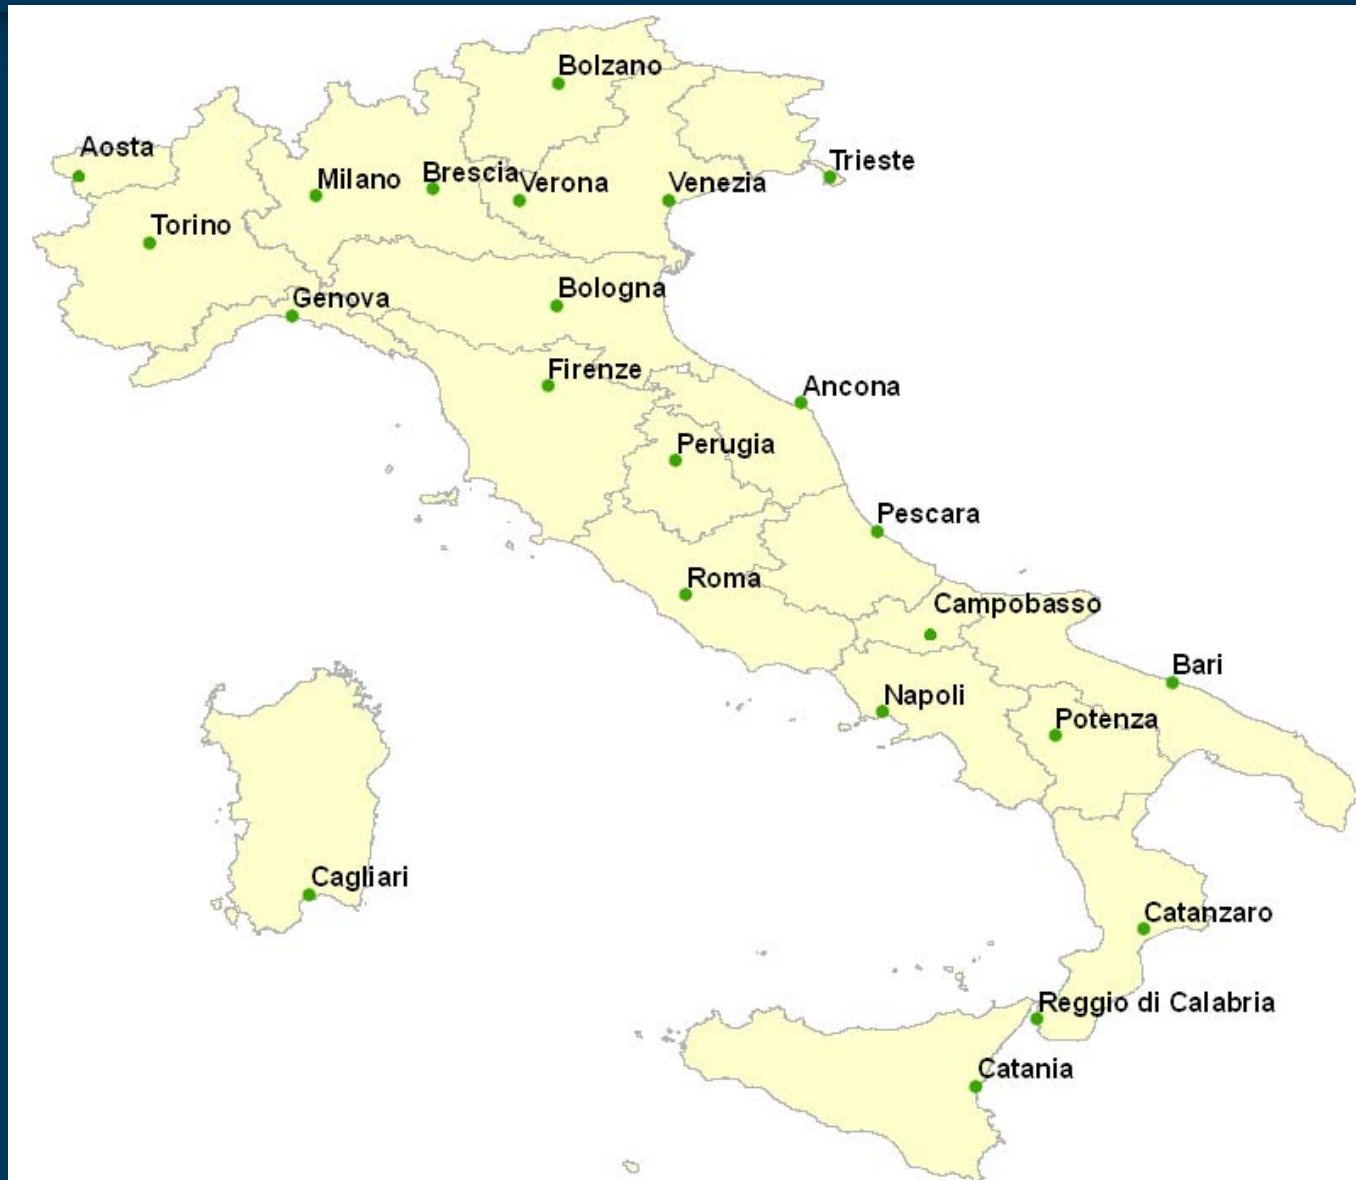 Bolzano
Aosta
Trieste
Milano
Brescia
Verona
Venezia
Torino
Genova
Bologna
Firenze
Ancona
Perugia
Pescara
Roma
Campobasso
Bari
Napoli
Potenza
Cagliari
Catanzaro
Reggio di Calabria
Catania